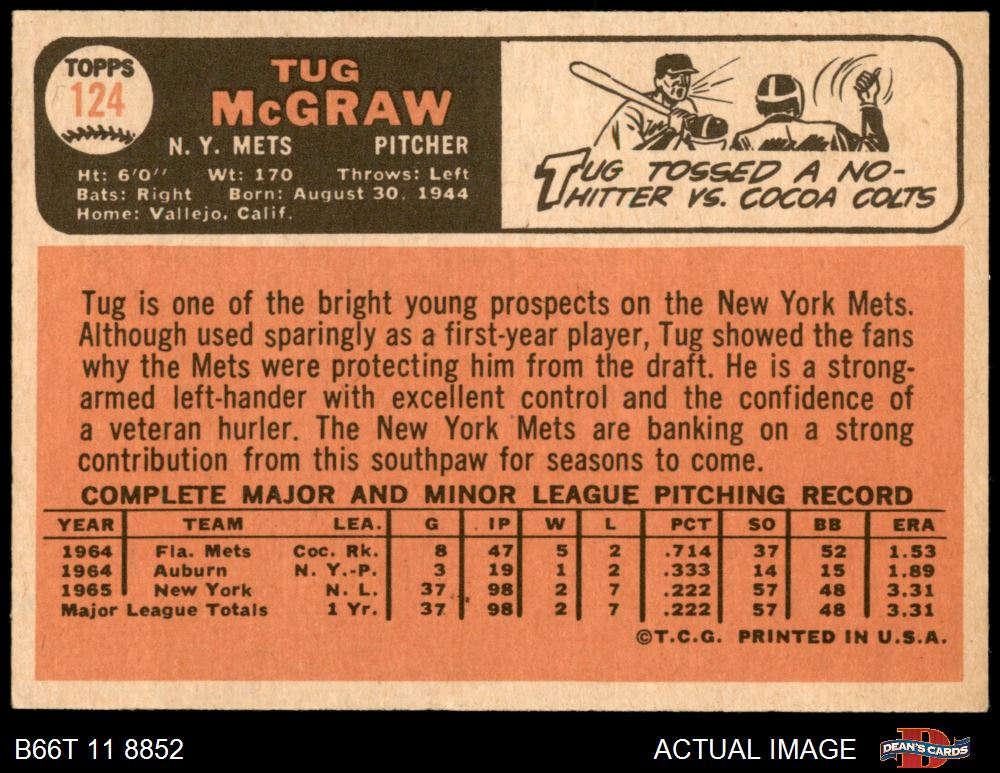 TOPPS
124
TUG
McGRAW
N. Y. METS PITCHER
Ht: 6'0'' Wt: 170 Throws: Left
Bats: Right Born: August 30, 1944
Home: Vallejo, Calif.
TUG TOSSED A NO-
HITTER VS. COCOA COLTS
Tug is one of the bright young prospects on the New York Mets.
Although used sparingly as a first-year player, Tug showed the fans
why the Mets were protecting him from the draft. He is a strong-
armed left-hander with excellent control and the confidence of
a veteran hurler. The New York Mets are banking on a strong
contribution from this southpaw for seasons to come.
COMPLETE MAJOR AND MINOR LEAGUE PITCHING RECORD
YEAR TEAM LEA. G IP W L PCT SO BB ERA
1964 Fla. Mets Coc. Rk. 8 47 5 2 .714 37 52 1.53
1964 Auburn N. Y.-P. 3 19 1 2 .333 14 15 1.89
1965 New York N. L. 37 98 2 7 .222 57 48 3.31
Major League Totals 1 Yr. 37 98 2 7 .222 57 48 3.31
©T.C.G. PRINTED IN U.S.A.
B66T 11 8852 ACTUAL IMAGE DEAN'S CARDS